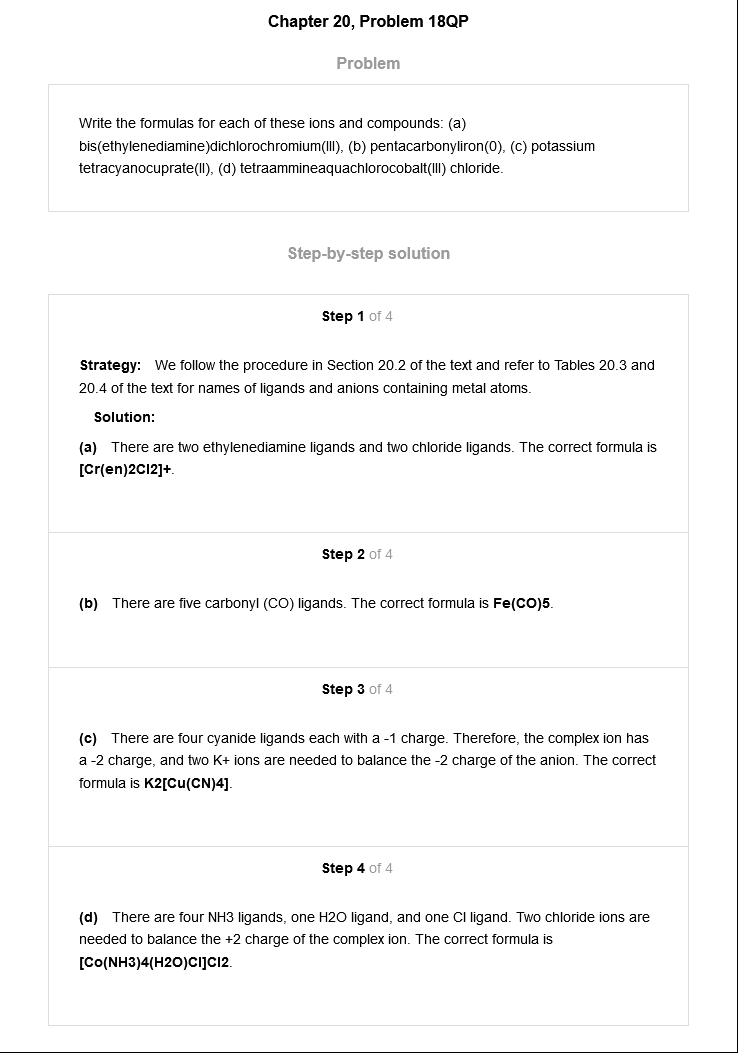 Chapter 20, Problem 18QP
Problem
Write the formulas for each of these ions and compounds: (a)
bis(ethylenediamine)dichlorochromium(III), (b) pentacarbonyliron(0), (c) potassium
tetracyanocuprate(II), (d) tetraammineaquachlorocobalt(III) chloride.
Step-by-step solution
Step 1 of 4
Strategy: We follow the procedure in Section 20.2 of the text and refer to Tables 20.3 and
20.4 of the text for names of ligands and anions containing metal atoms.
Solution:
(a) There are two ethylenediamine ligands and two chloride ligands. The correct formula is
[Cr(en)2Cl2]+.
Step 2 of 4
(b) There are five carbonyl (CO) ligands. The correct formula is Fe(CO)5.
Step 3 of 4
(c) There are four cyanide ligands each with a -1 charge. Therefore, the complex ion has
a -2 charge, and two K+ ions are needed to balance the -2 charge of the anion. The correct
formula is K2[Cu(CN)4].
Step 4 of 4
(d) There are four NH3 ligands, one H2O ligand, and one Cl ligand. Two chloride ions are
needed to balance the +2 charge of the complex ion. The correct formula is
[Co(NH3)4(H2O)Cl]Cl2.